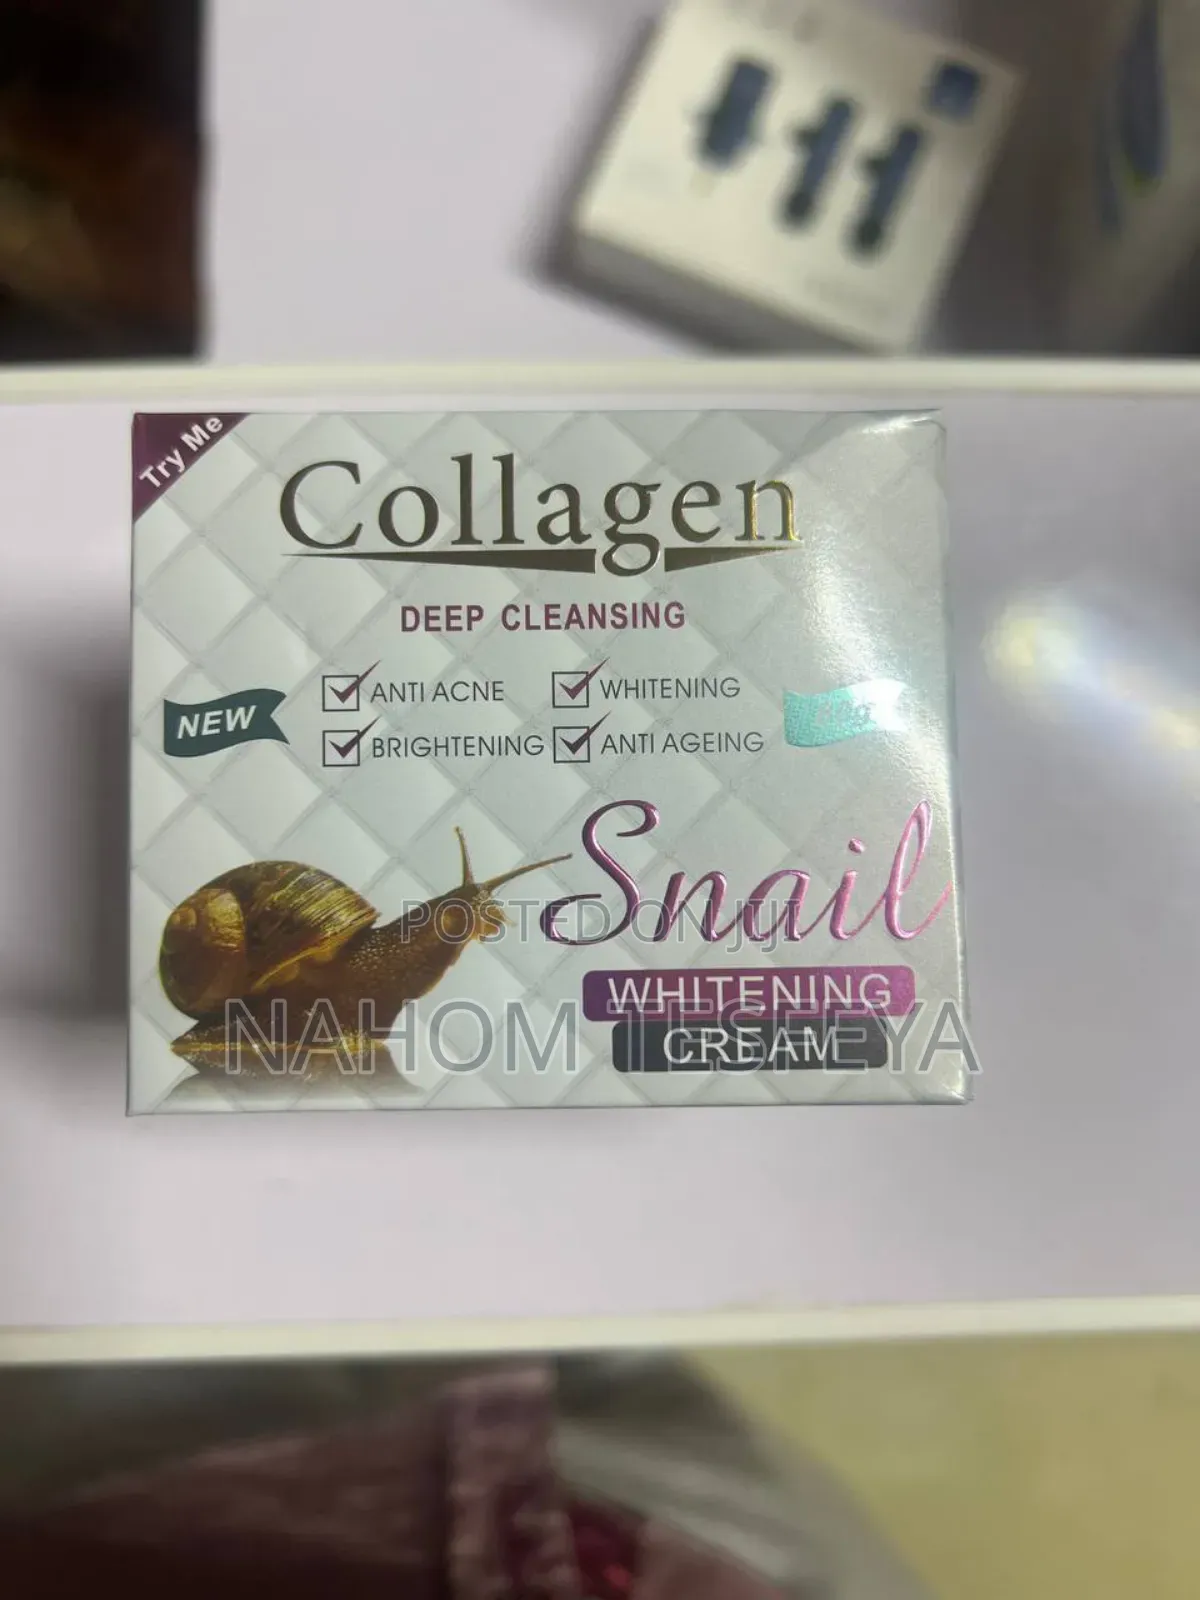 Try Me
Collagen
DEEP CLEANSING
ANTI ACNE
WHITENING
NEW
BRIGHTENING
ANTI AGEING
Snail
POSTED ON jiji
WHITENING
NAHOM TESFEYA
CREAM